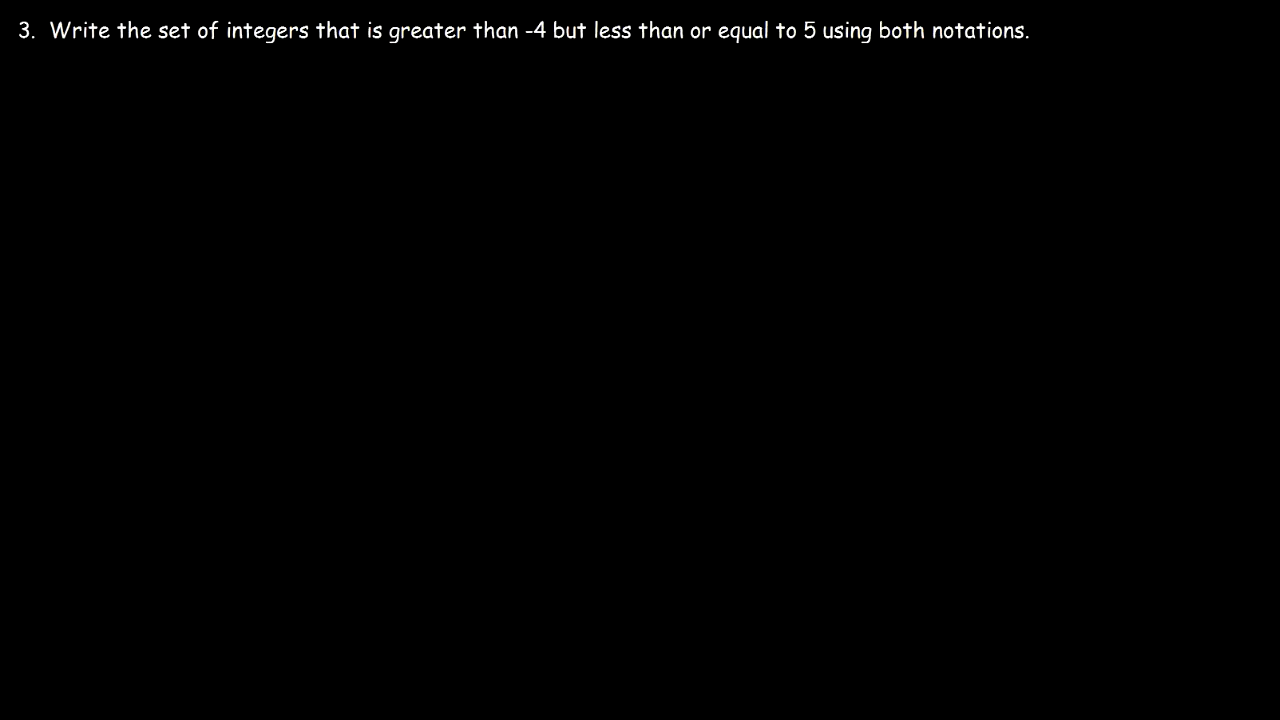 3. Write the set of integers that is greater than -4 but less than or equal to 5 using both notations.